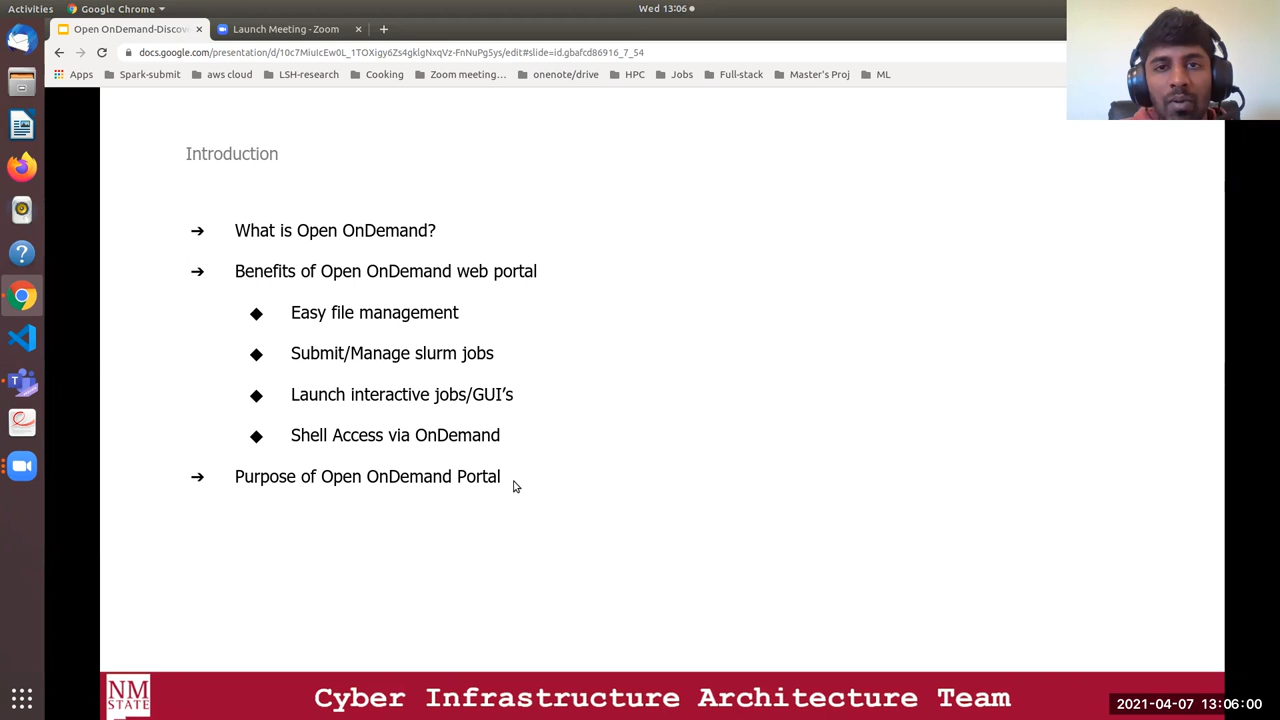 Activities
Google Chrome
Wed 13:06
Open OnDemand-Discov
Launch Meeting - Zoom
docs.google.com/presentation/d/10c7MiuIcEw0L_1TOXigy6Zs4gklgNxqVz-FnNuPgSys/edit#slide=id.gbafcd86916_7_54
Apps Spark-submit aws cloud LSH-research Cooking Zoom meeting... onenote/drive HPC Jobs Full-stack Master's Proj ML
Introduction
➔ What is Open OnDemand?
➔ Benefits of Open OnDemand web portal
◆ Easy file management
◆ Submit/Manage slurm jobs
◆ Launch interactive jobs/GUI's
◆ Shell Access via OnDemand
➔ Purpose of Open OnDemand Portal
NM
STATE
Cyber Infrastructure Architecture Team
2021-04-07 13:06:00